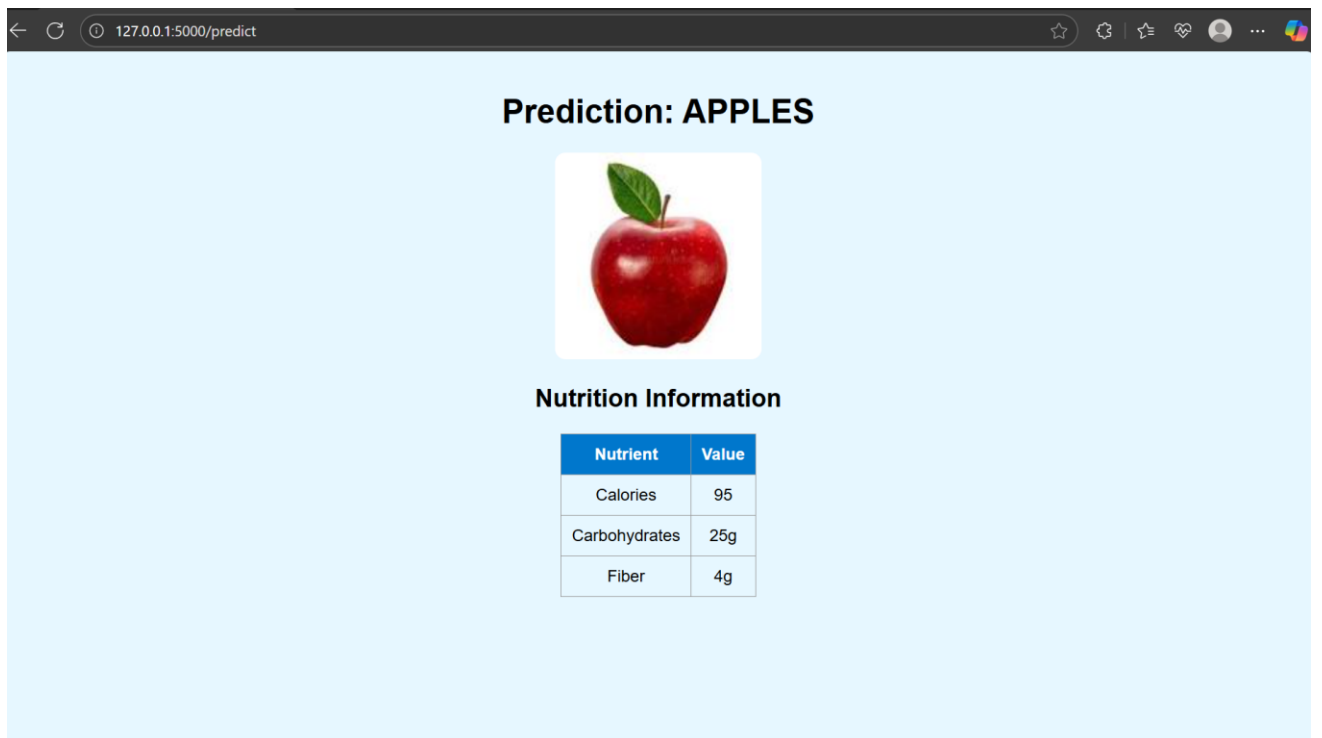 127.0.0.1:5000/predict
Prediction: APPLES
Nutrition Information
Nutrient Value
Calories 95
Carbohydrates 25g
Fiber 4g